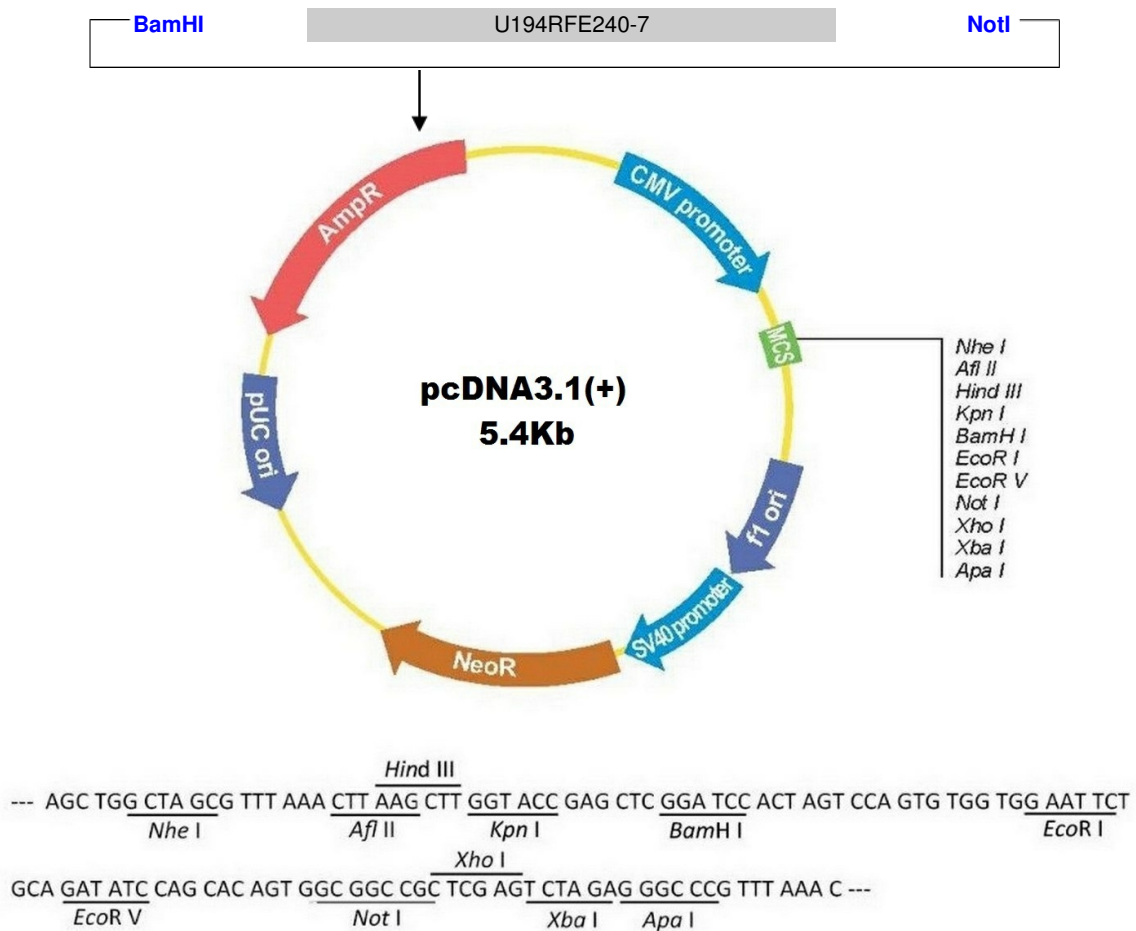 BamHI U194RFE240-7 NotI
AmpR
CMV promoter
MCS
pUC ori
pcDNA3.1(+)
5.4Kb
f1 ori
SV40 promoter
NeoR
Nhe I
Afl II
Hind III
Kpn I
BamH I
EcoR I
EcoR V
Not I
Xho I
Xba I
Apa I
Hind III
--- AGC TGG CTA GCG TTT AAA CTT AAG CTT GGT ACC GAG CTC GGA TCC ACT AGT CCA GTG TGG TGG AAT TCT
Nhe I Afl II Kpn I BamH I EcoR I
Xho I
GCA GAT ATC CAG CAC AGT GGC GGC CGC TCG AGT CTA GAG GGC CCG TTT AAA C ---
EcoR V Not I Xba I Apa I